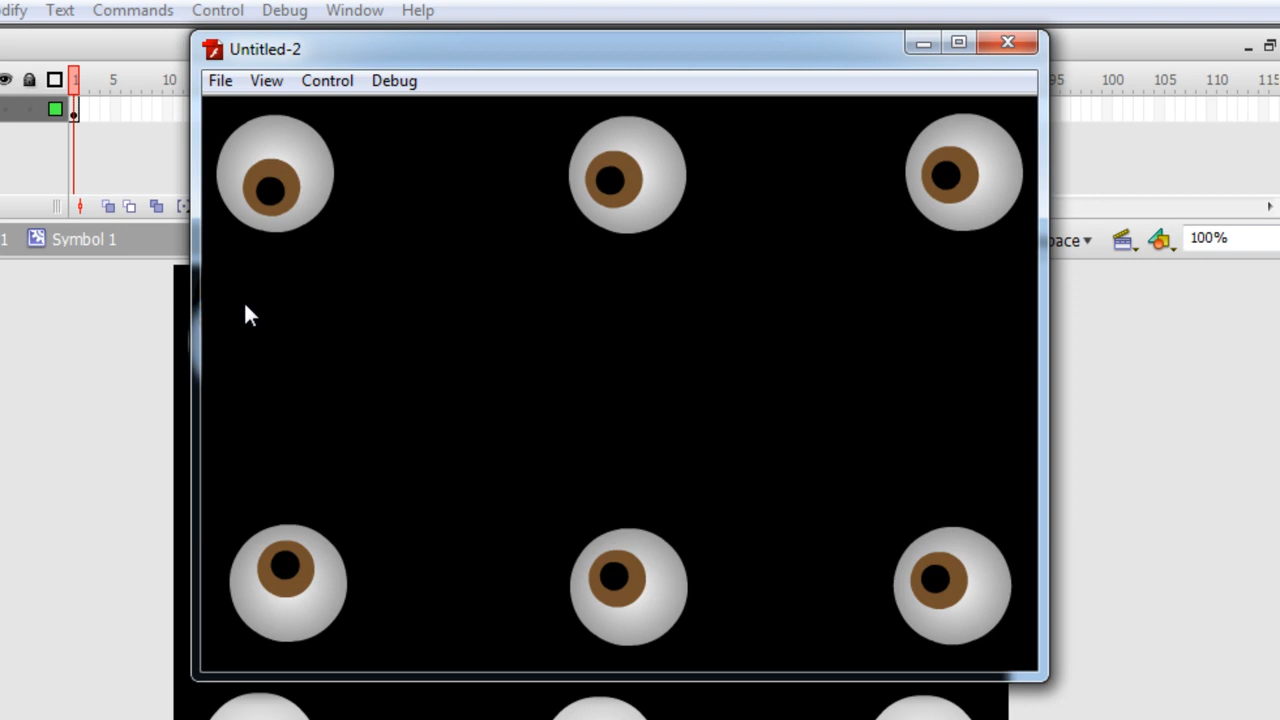 dify Text Commands Control Debug Window Help
Untitled-2
File View Control Debug
1 5 10 95 100 105 110 115
1 Symbol 1
pace 100%